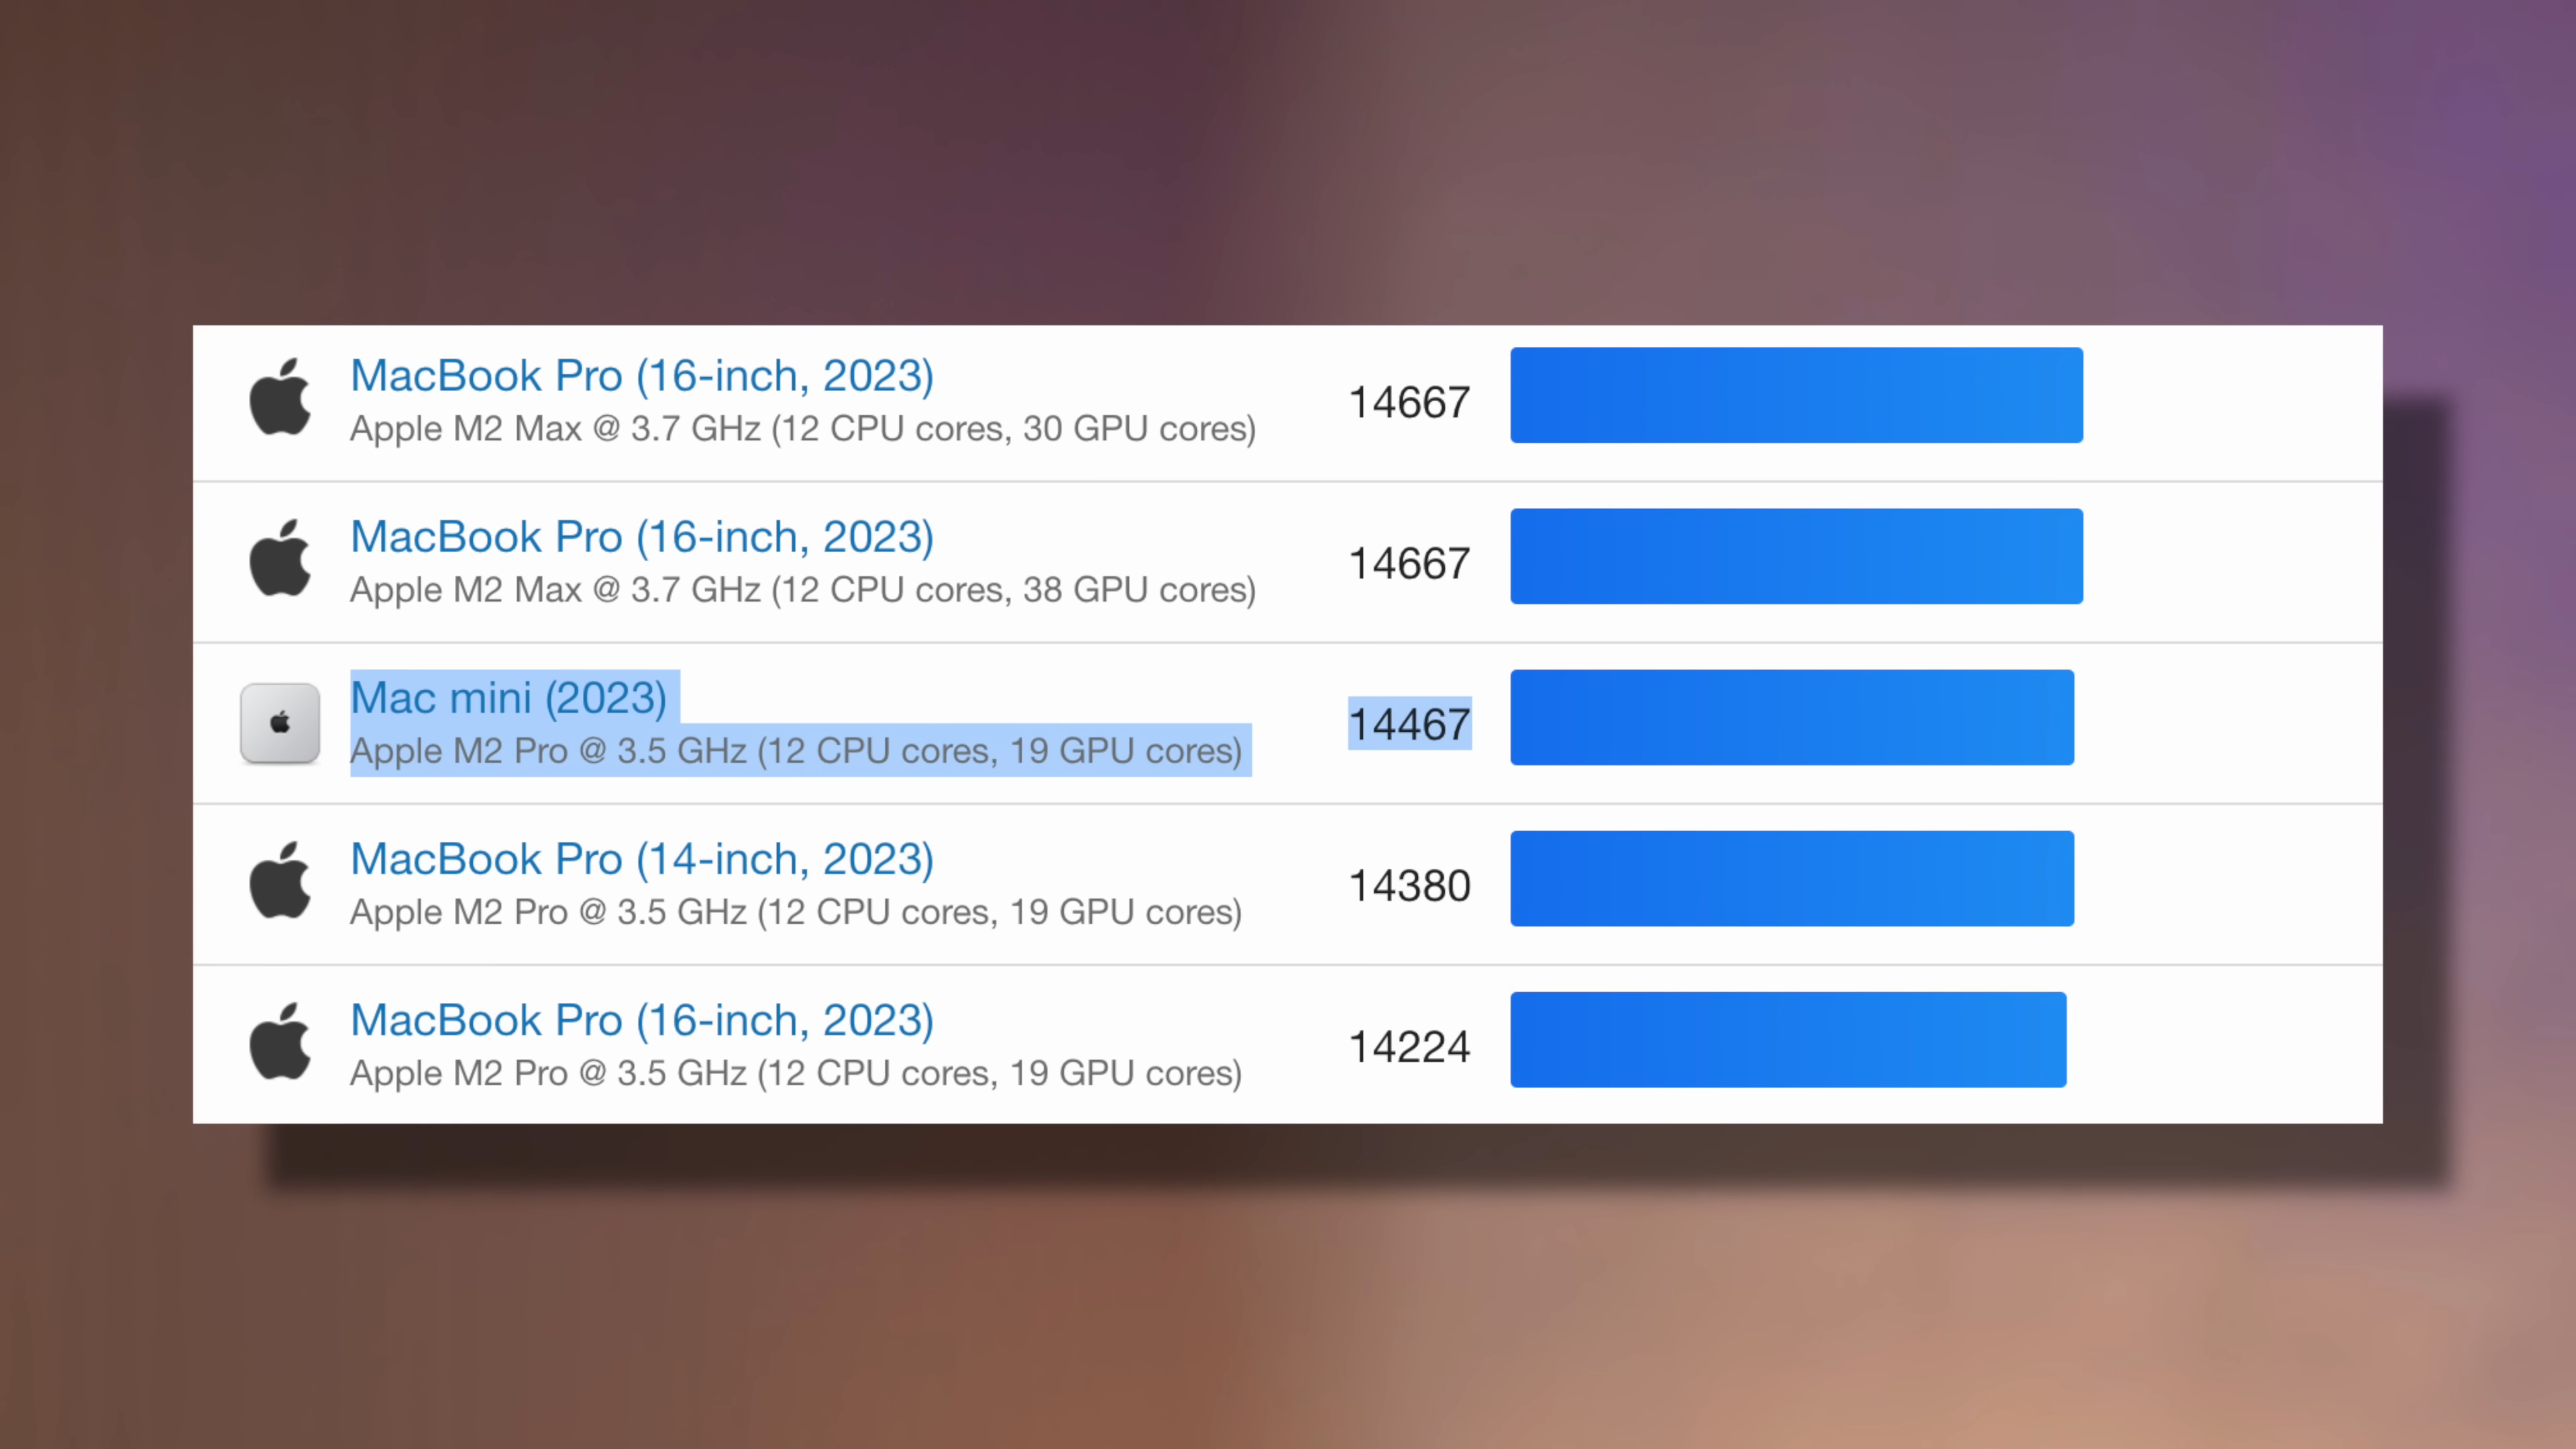 MacBook Pro (16-inch, 2023)
Apple M2 Max @ 3.7 GHz (12 CPU cores, 30 GPU cores)
14667
MacBook Pro (16-inch, 2023)
Apple M2 Max @ 3.7 GHz (12 CPU cores, 38 GPU cores)
14667
Mac mini (2023)
Apple M2 Pro @ 3.5 GHz (12 CPU cores, 19 GPU cores)
14467
MacBook Pro (14-inch, 2023)
Apple M2 Pro @ 3.5 GHz (12 CPU cores, 19 GPU cores)
14380
MacBook Pro (16-inch, 2023)
Apple M2 Pro @ 3.5 GHz (12 CPU cores, 19 GPU cores)
14224